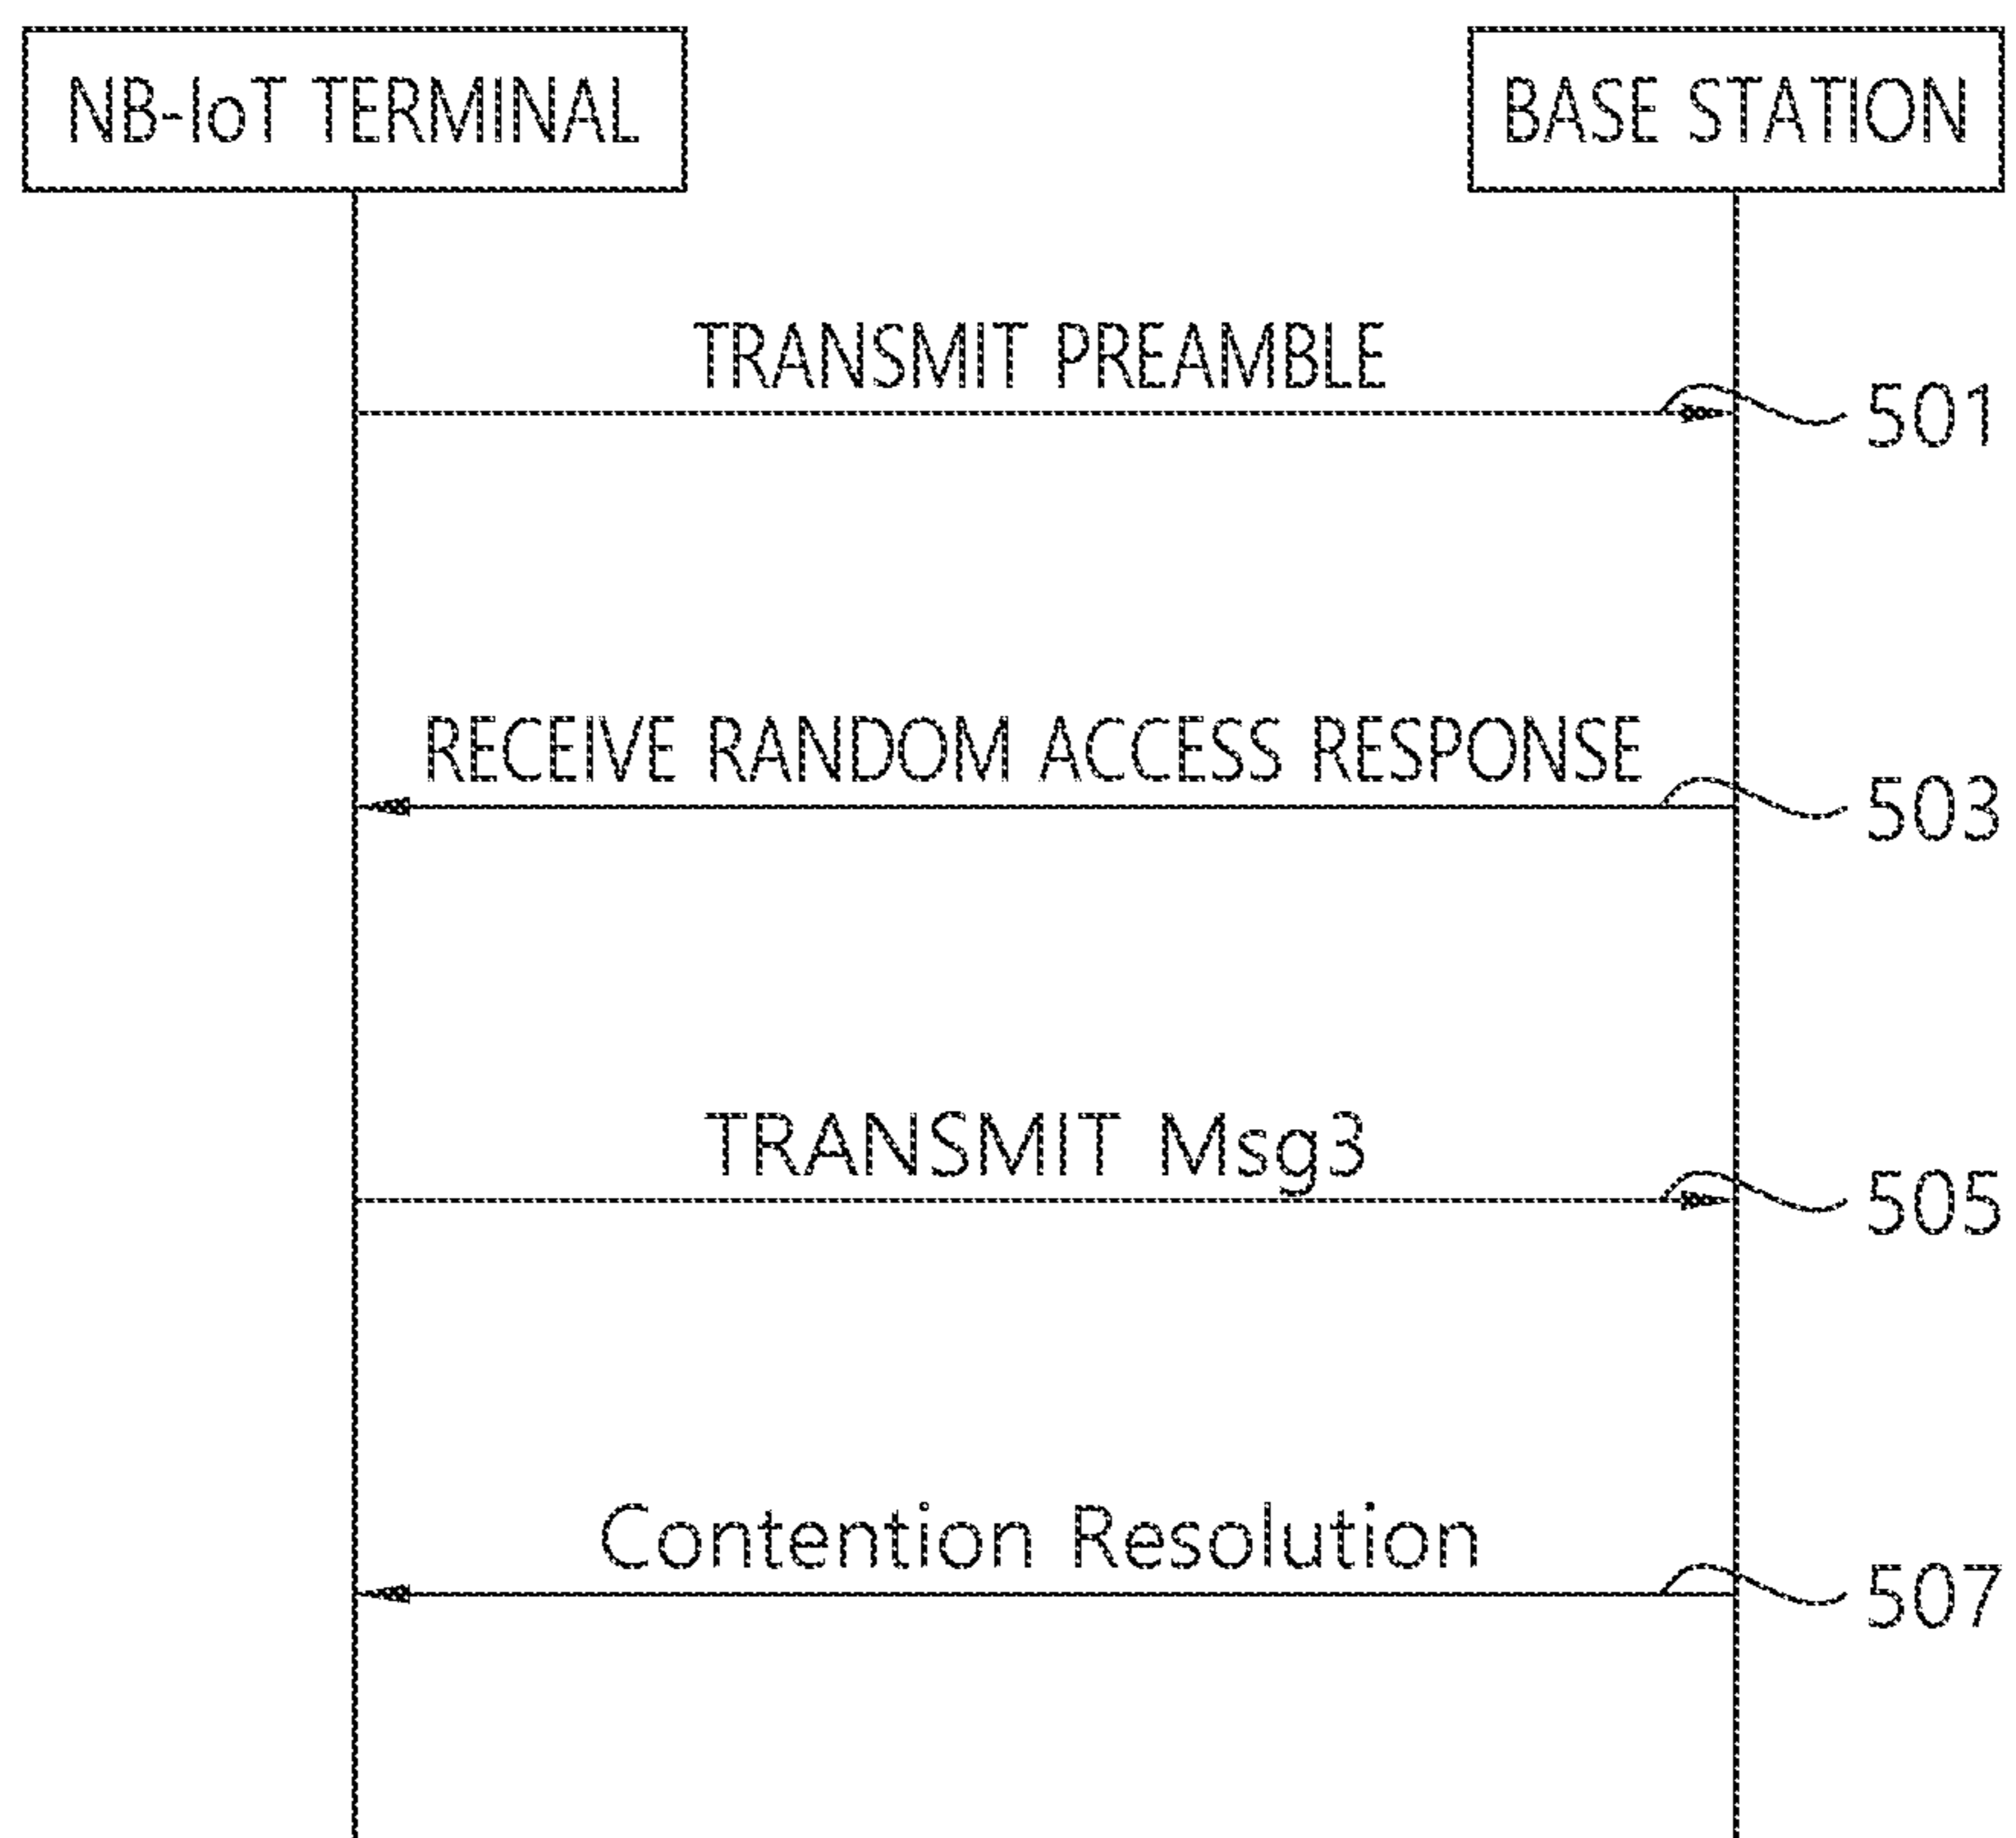 NB-IoT TERMINAL
BASE STATION
TRANSMIT PREAMBLE
501
RECEIVE RANDOM ACCESS RESPONSE
503
TRANSMIT Msg3
505
Contention Resolution
507